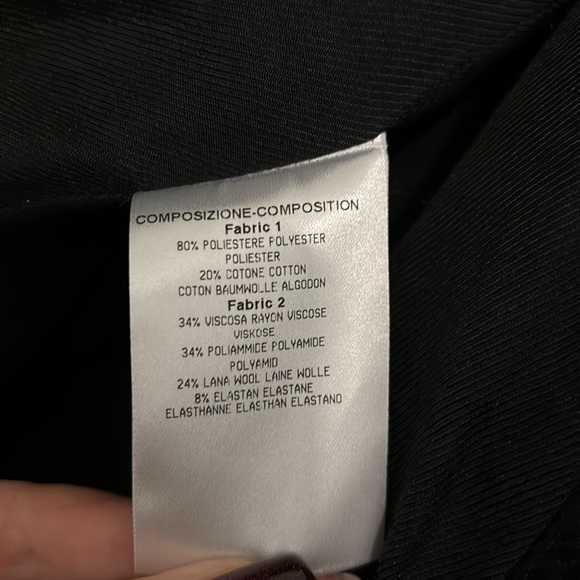 COMPOSIZIONE-COMPOSITION
Fabric 1
80% POLIESTERE POLYESTER
POLIESTER
20% COTONE COTTON
COTON BAUMWOLLE ALGODON
Fabric 2
34% VISCOSA RAYON VISCOSE
VISKOSE
34% POLIAMMIDE POLYAMIDE
POLYAMID
24% LANA WOOL LAINE WOLLE
8% ELASTAN ELASTANE
ELASTHANNE ELASTHAN ELASTANO